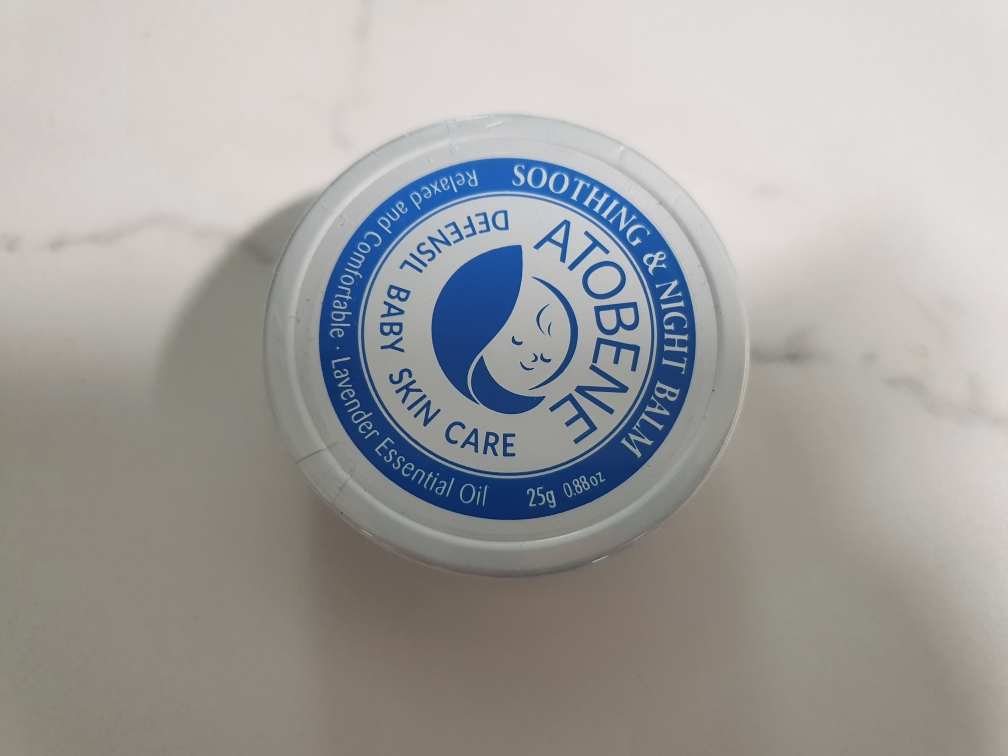 SOOTHING & NIGHT BALM
ATOBENE
DEFENSIL BABY SKIN CARE
Relaxed and Comfortable · Lavender Essential Oil
25g 0.88oz